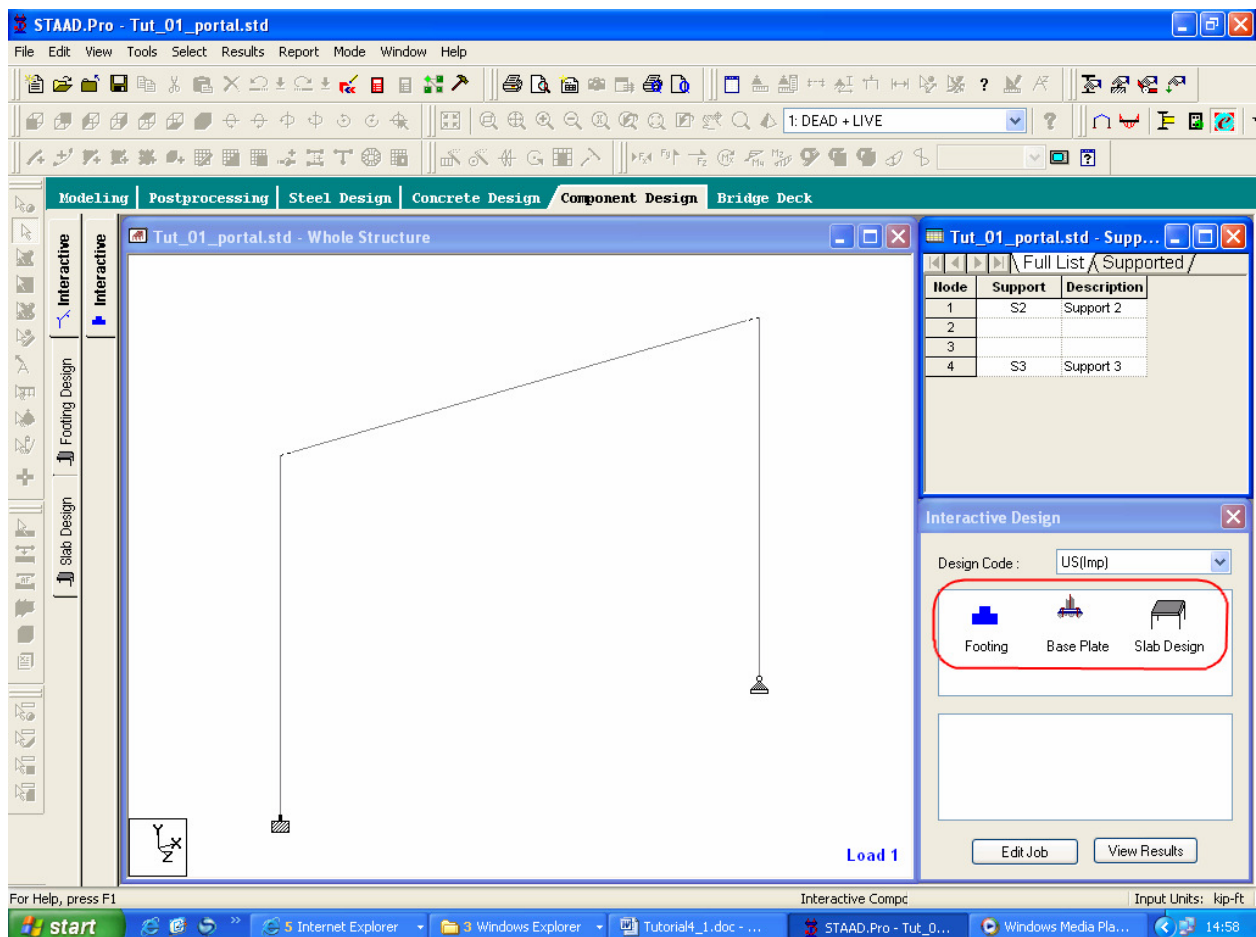 STAAD.Pro - Tut_01_portal.std
File Edit View Tools Select Results Report Mode Window Help
1: DEAD + LIVE
Modeling Postprocessing Steel Design Concrete Design Component Design Bridge Deck
Interactive
Footing Design
Slab Design
Interactive
Tut_01_portal.std - Whole Structure
Y
X
Z
Load 1
Tut_01_portal.std - Supp...
Full List Supported
Node Support Description
1 S2 Support 2
2
3
4 S3 Support 3
Interactive Design
Design Code : US(Imp)
Footing Base Plate Slab Design
Edit Job View Results
For Help, press F1 Interactive Compc Input Units: kip-ft
start 5 Internet Explorer 3 Windows Explorer Tutorial4_1.doc - ... STAAD.Pro - Tut_0... Windows Media Pla... 14:58